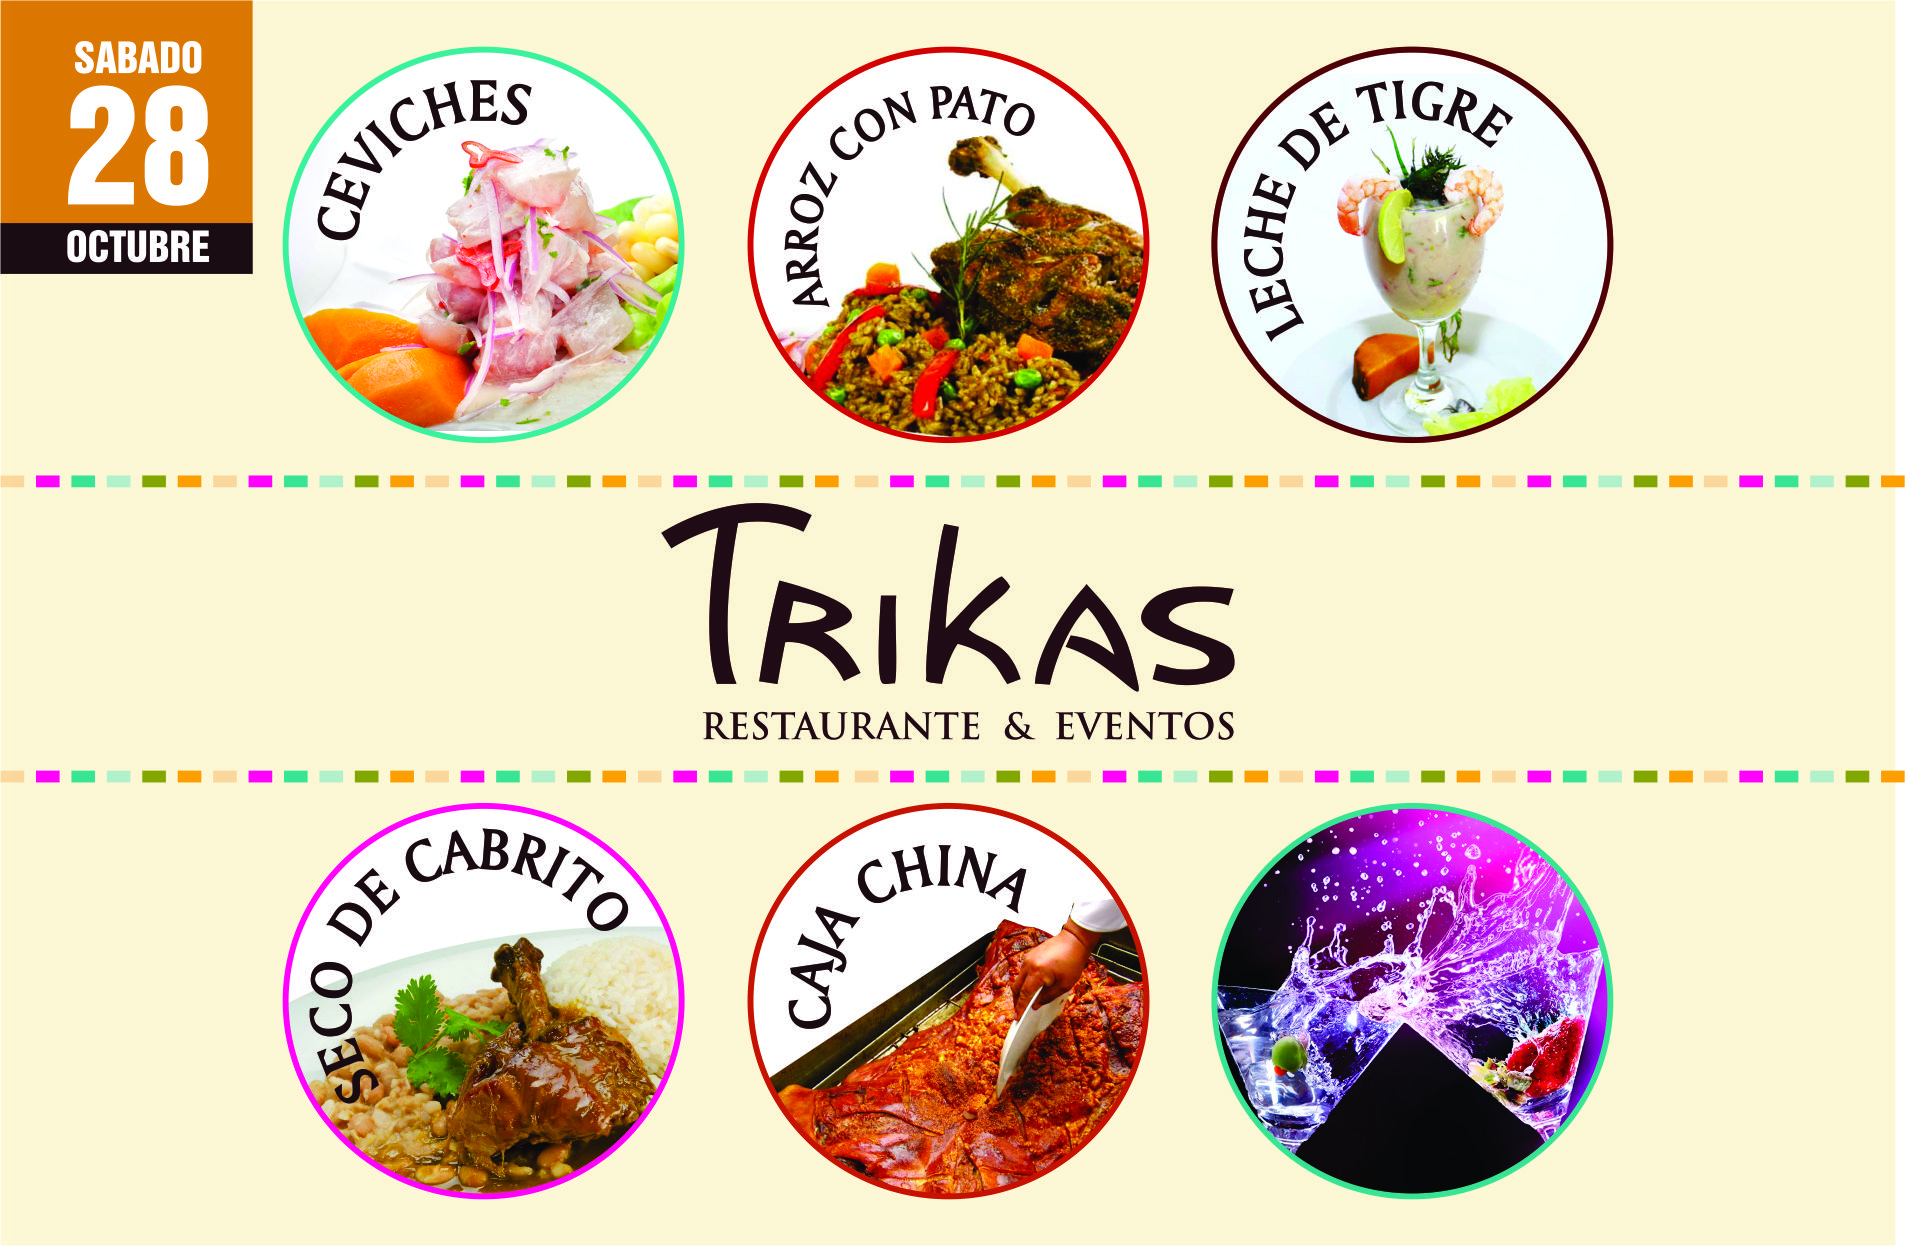 SABADO
28
OCTUBRE
CEVICHES
ARROZ CON PATO
LECHE DE TIGRE
TRIKAS
RESTAURANTE & EVENTOS
SECO DE CABRITO
CAJA CHINA